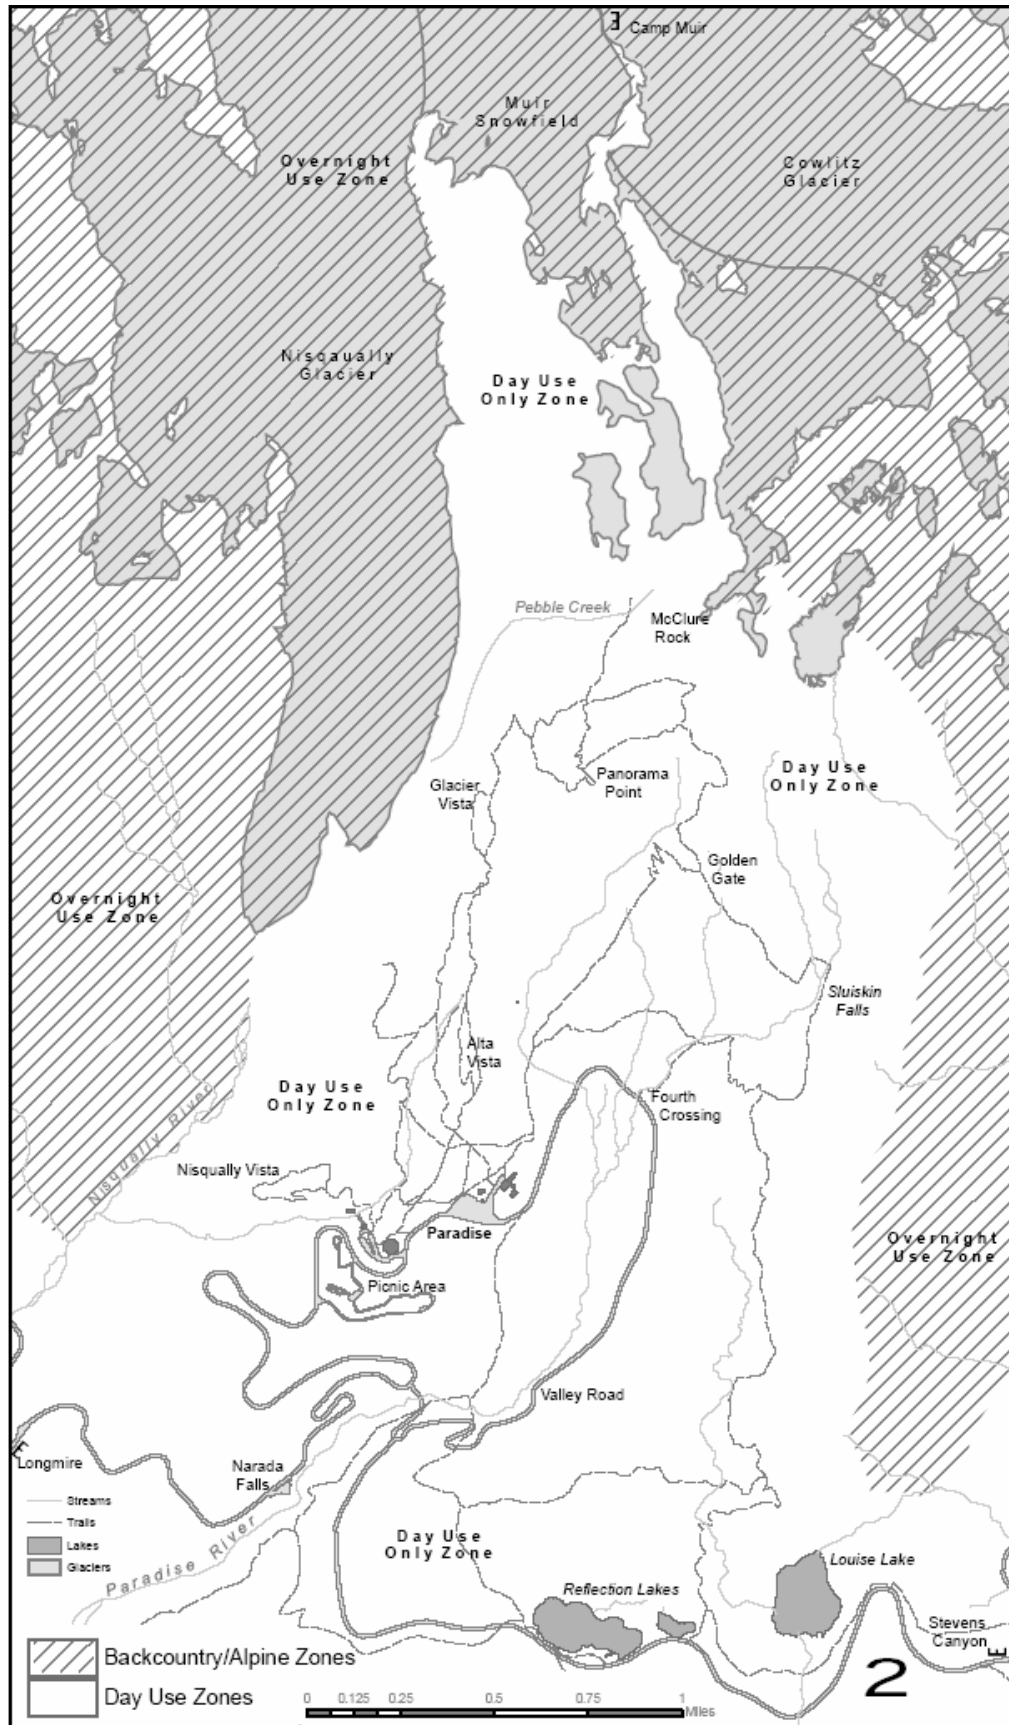 Camp Muir
Muir
Snowfield
Overnight
Use Zone
Cowlitz
Glacier
Nisqaually
Glacier
Day Use
Only Zone
Pebble Creek
McClure
Rock
Day Use
Only Zone
Panorama
Point
Glacier
Vista
Golden
Gate
Overnight
Use Zone
Sluiskin
Falls
Alta
Vista
Day Use
Only Zone
Fourth
Crossing
Nisqually River
Nisqually Vista
Paradise
Overnight
Use Zone
Picnic Area
Valley Road
Longmire
Narada
Falls
Streams
Trails
Lakes
Glaciers
Paradise River
Day Use
Only Zone
Louise Lake
Reflection Lakes
Stevens
Canyon
Backcountry/Alpine Zones
Day Use Zones
2
0 0.125 0.25 0.5 0.75 1
Miles